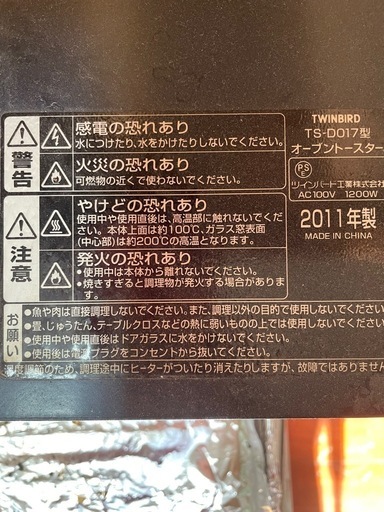 警告
感電の恐れあり
水につけたり、水をかけたりしないでください。
火災の恐れあり
可燃物の近くで使わないでください。
注意
やけどの恐れあり
使用中や使用直後は、高温部に触れないでください。
本体上面は約100℃、ガラス窓表面
(中心部)は約200℃の高温となります。
発火の恐れあり
●使用中は本体から離れないでください。
●焼きすぎると調理物が発火する場合があります。
お願い
●魚や肉は直接調理しないでください。また、調理以外の目的で使用しないでください。
●畳、じゅうたん、テーブルクロスなどの熱に弱いものの上では使用しないでください。
●使用中や使用直後はドアガラスに水をかけないでください。
●使用後は電源プラグをコンセントから抜いてください。
温度調節のため、調理途中にヒーターがついたり消えたりしますが、故障ではありません。
TWINBIRD
TS-D017型
オーブントースター
PS
ツインバード工業株式会社
AC100V 1200W
2011年製
MADE IN CHINA